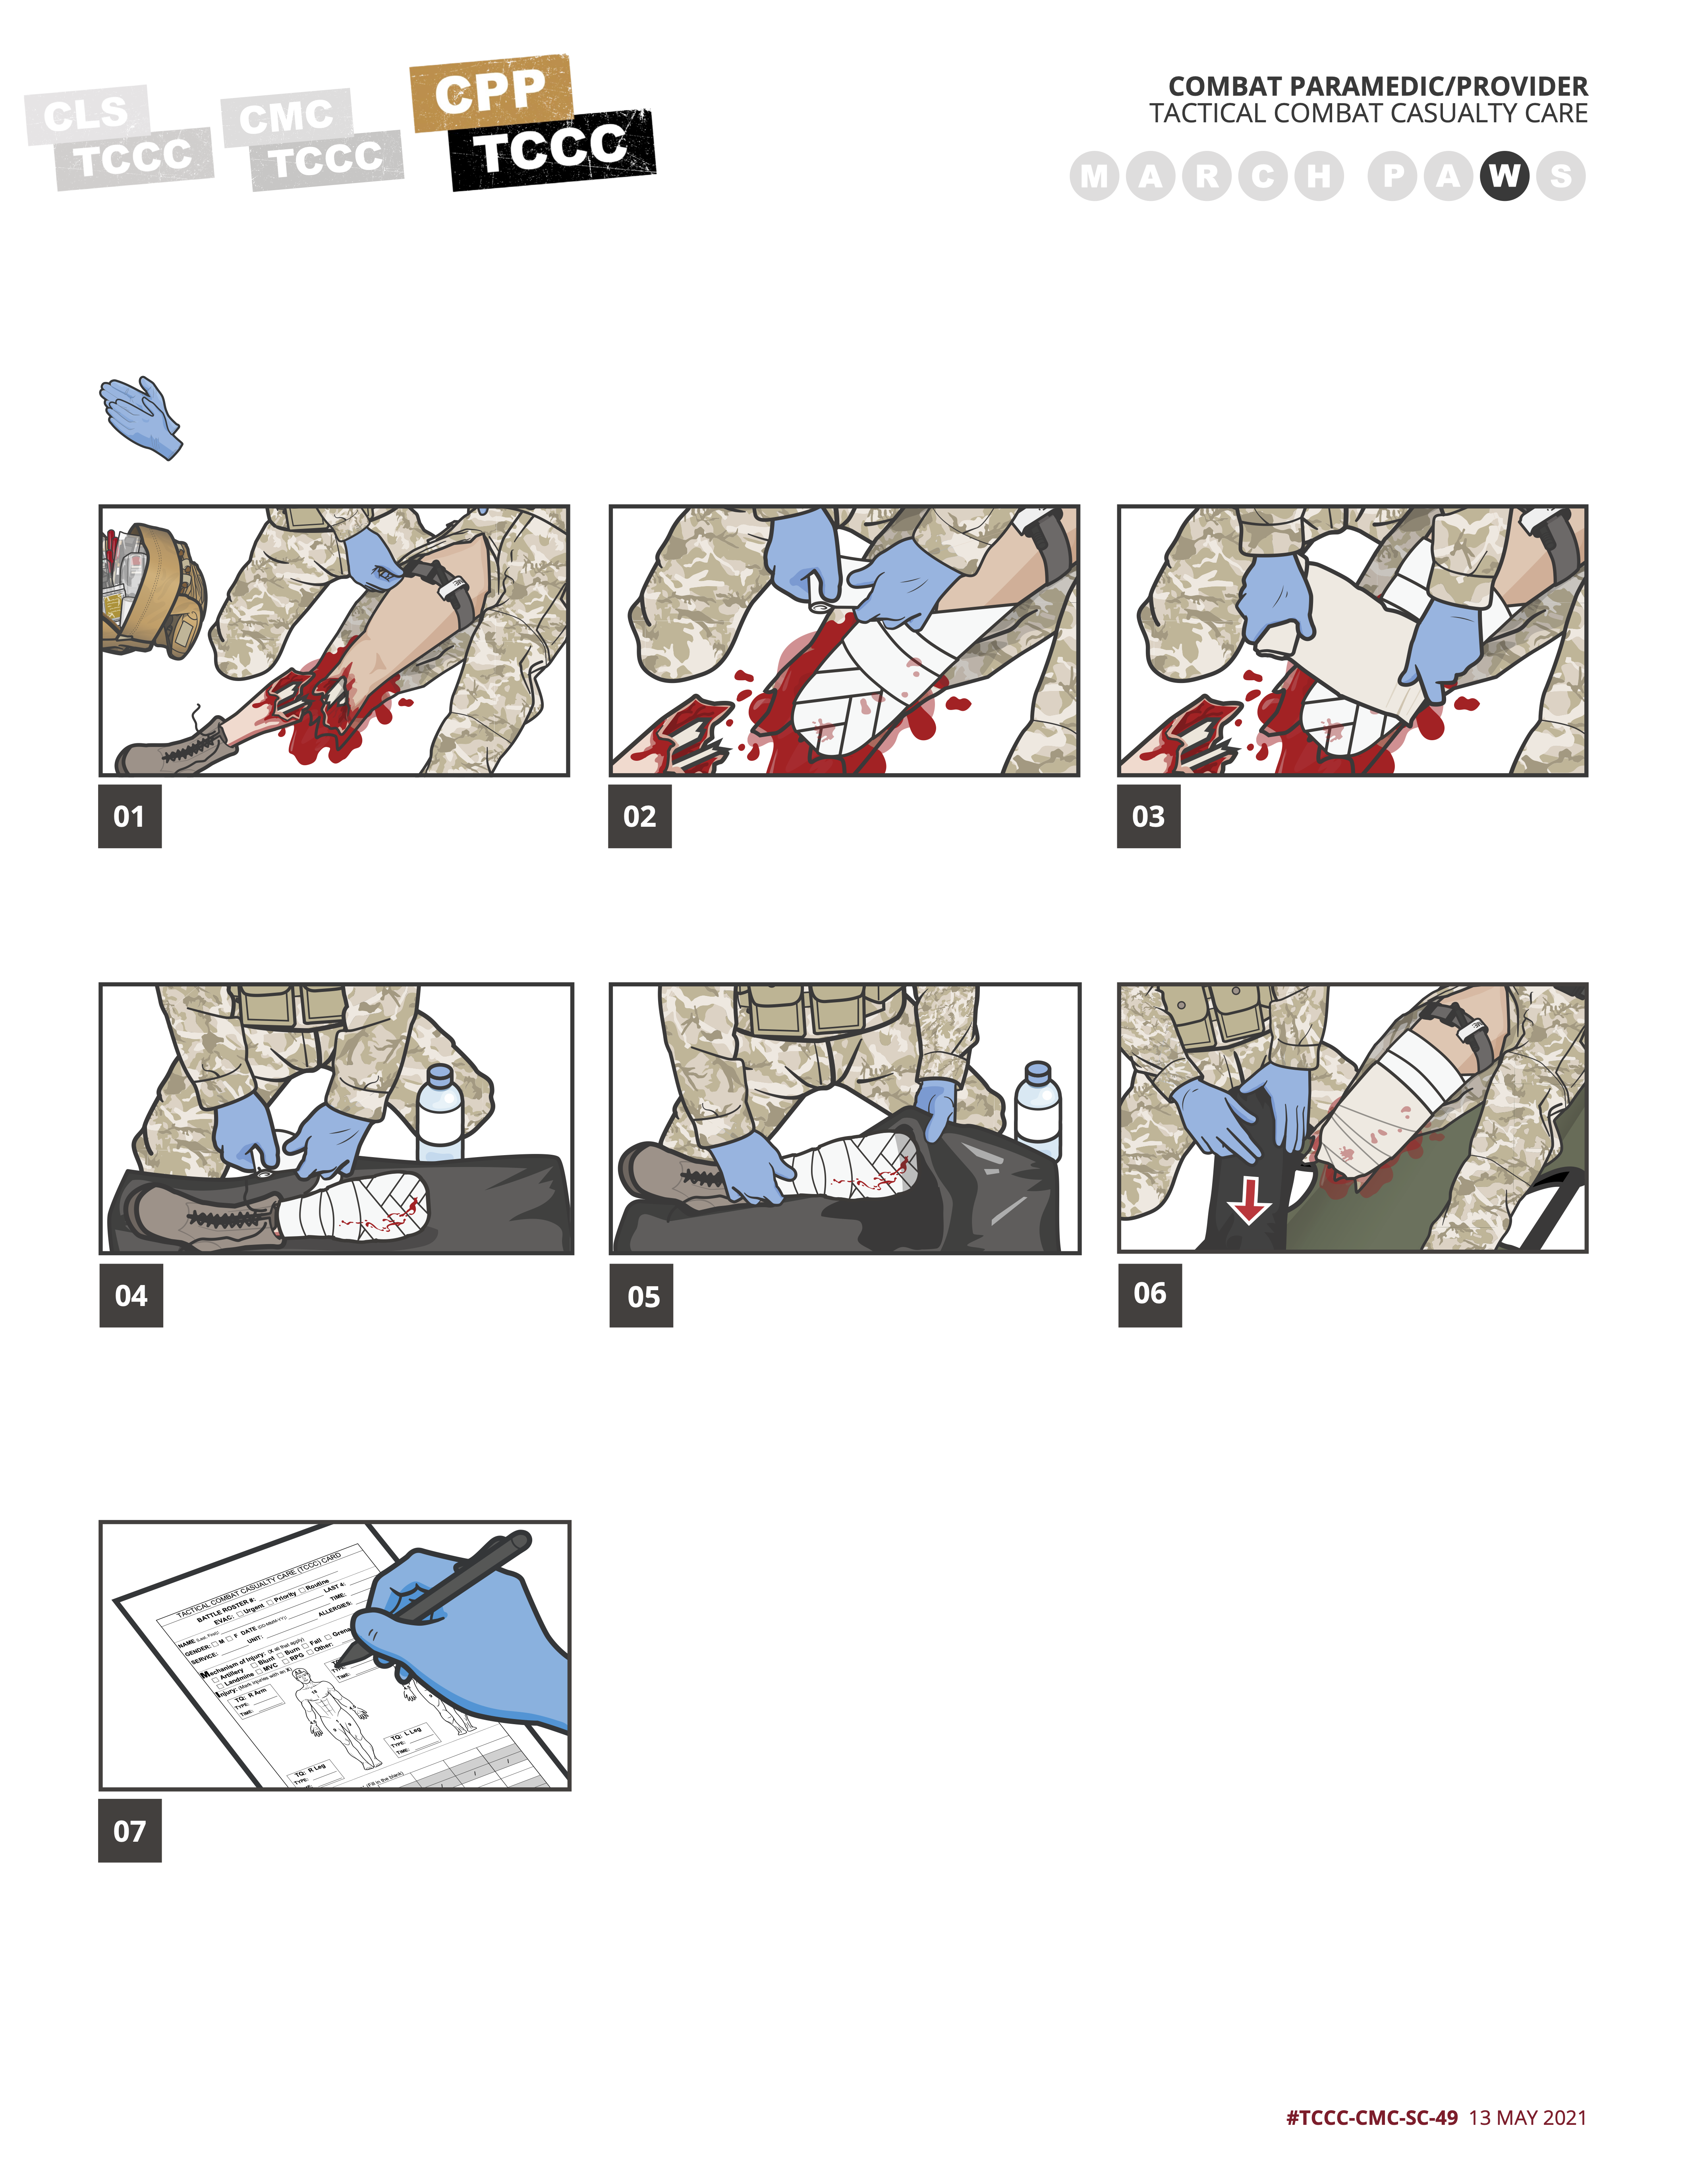 CLS
TCCC
CMC
TCCC
CPP
TCCC
COMBAT PARAMEDIC/PROVIDER
TACTICAL COMBAT CASUALTY CARE
M A R C H P A W S
01
02
03
04
05
06
TACTICAL COMBAT CASUALTY CARE (TCCC) CARD
BATTLE ROSTER #:
EVAC: Urgent Priority Routine
NAME (Last, First): LAST 4:
GENDER: M F DATE (DD-MMM-YY): TIME:
SERVICE: UNIT: ALLERGIES:
Mechanism of Injury: (X all that apply)
Artillery Blunt Burn Fall
Landmine MVC RPG Other:
Injury: (Mark injuries with an X)
TQ: R Arm
TYPE:
TIME:
TYPE:
TIME:
TQ: L Leg
TYPE:
TIME:
TQ: R Leg
TYPE:
(Fill in the blank)
07
#TCCC-CMC-SC-49 13 MAY 2021